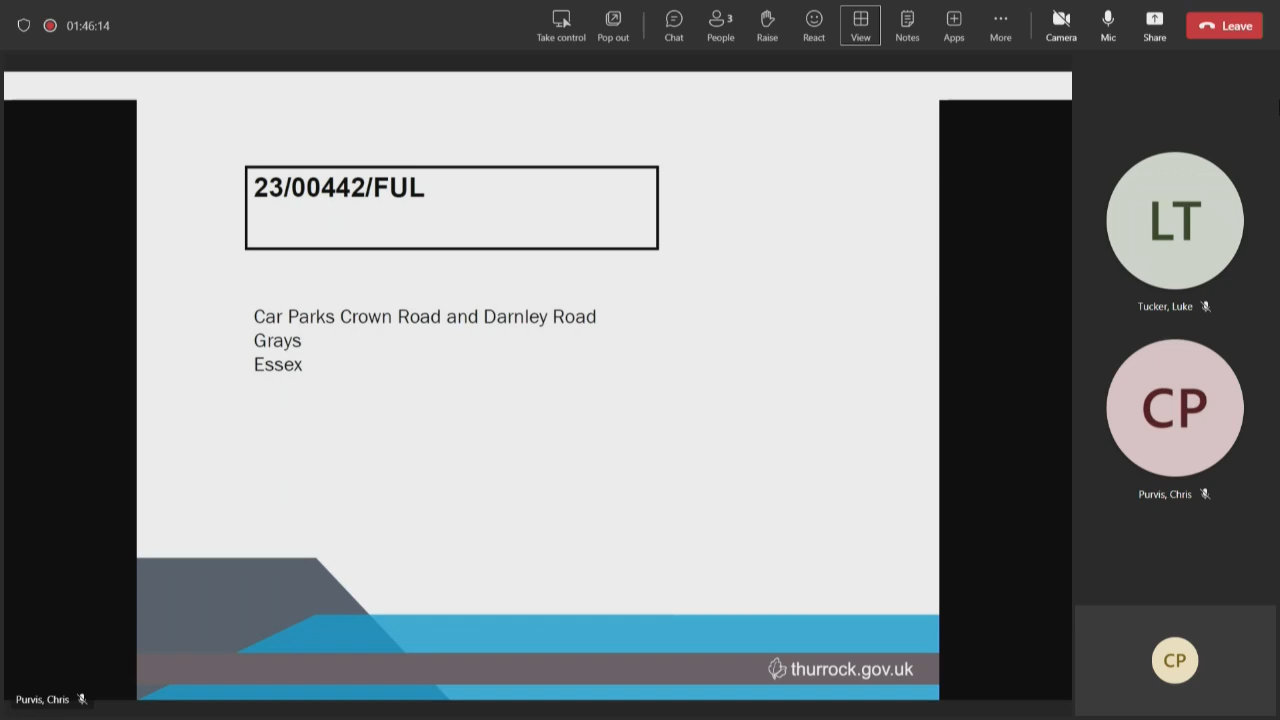 01:46:14
Take control
Pop out
Chat
3
People
Raise
React
View
Notes
Apps
More
Camera
Mic
Share
Leave
23/00442/FUL
Car Parks Crown Road and Darnley Road
Grays
Essex
thurrock.gov.uk
LT
Tucker, Luke
CP
Purvis, Chris
CP
Purvis, Chris